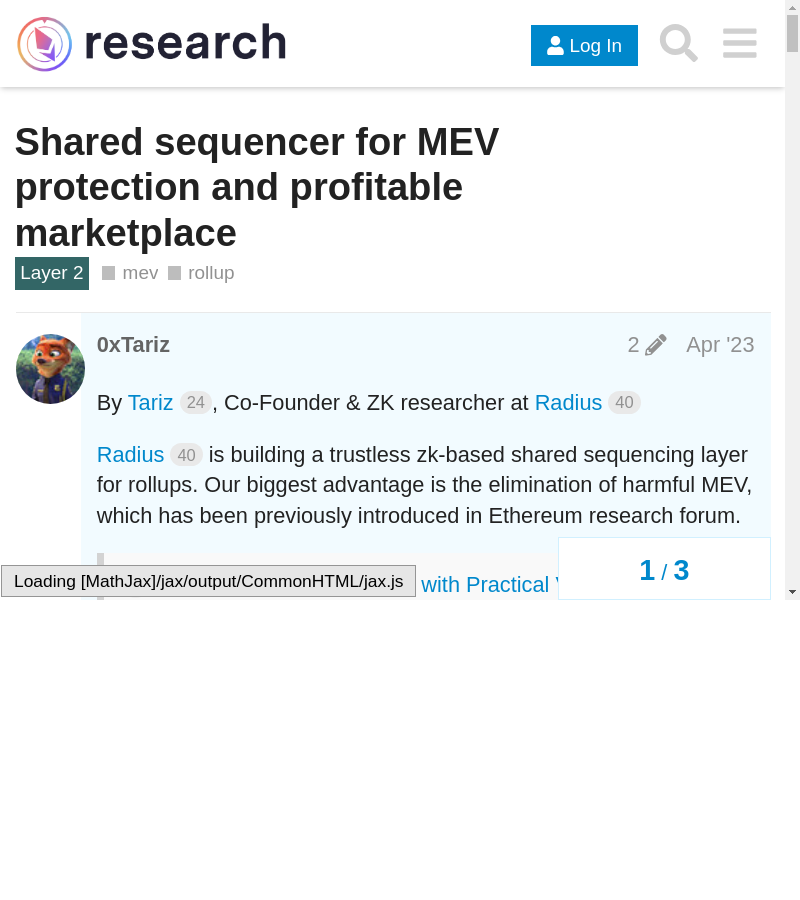 research
Log In
Shared sequencer for MEV
protection and profitable
marketplace
Layer 2 mev rollup
0xTariz 2 Apr '23
By Tariz 24, Co-Founder & ZK researcher at Radius 40
Radius 40 is building a trustless zk-based shared sequencing layer
for rollups. Our biggest advantage is the elimination of harmful MEV,
which has been previously introduced in Ethereum research forum.
with Practical
1 / 3
Loading [MathJax]/jax/output/CommonHTML/jax.js